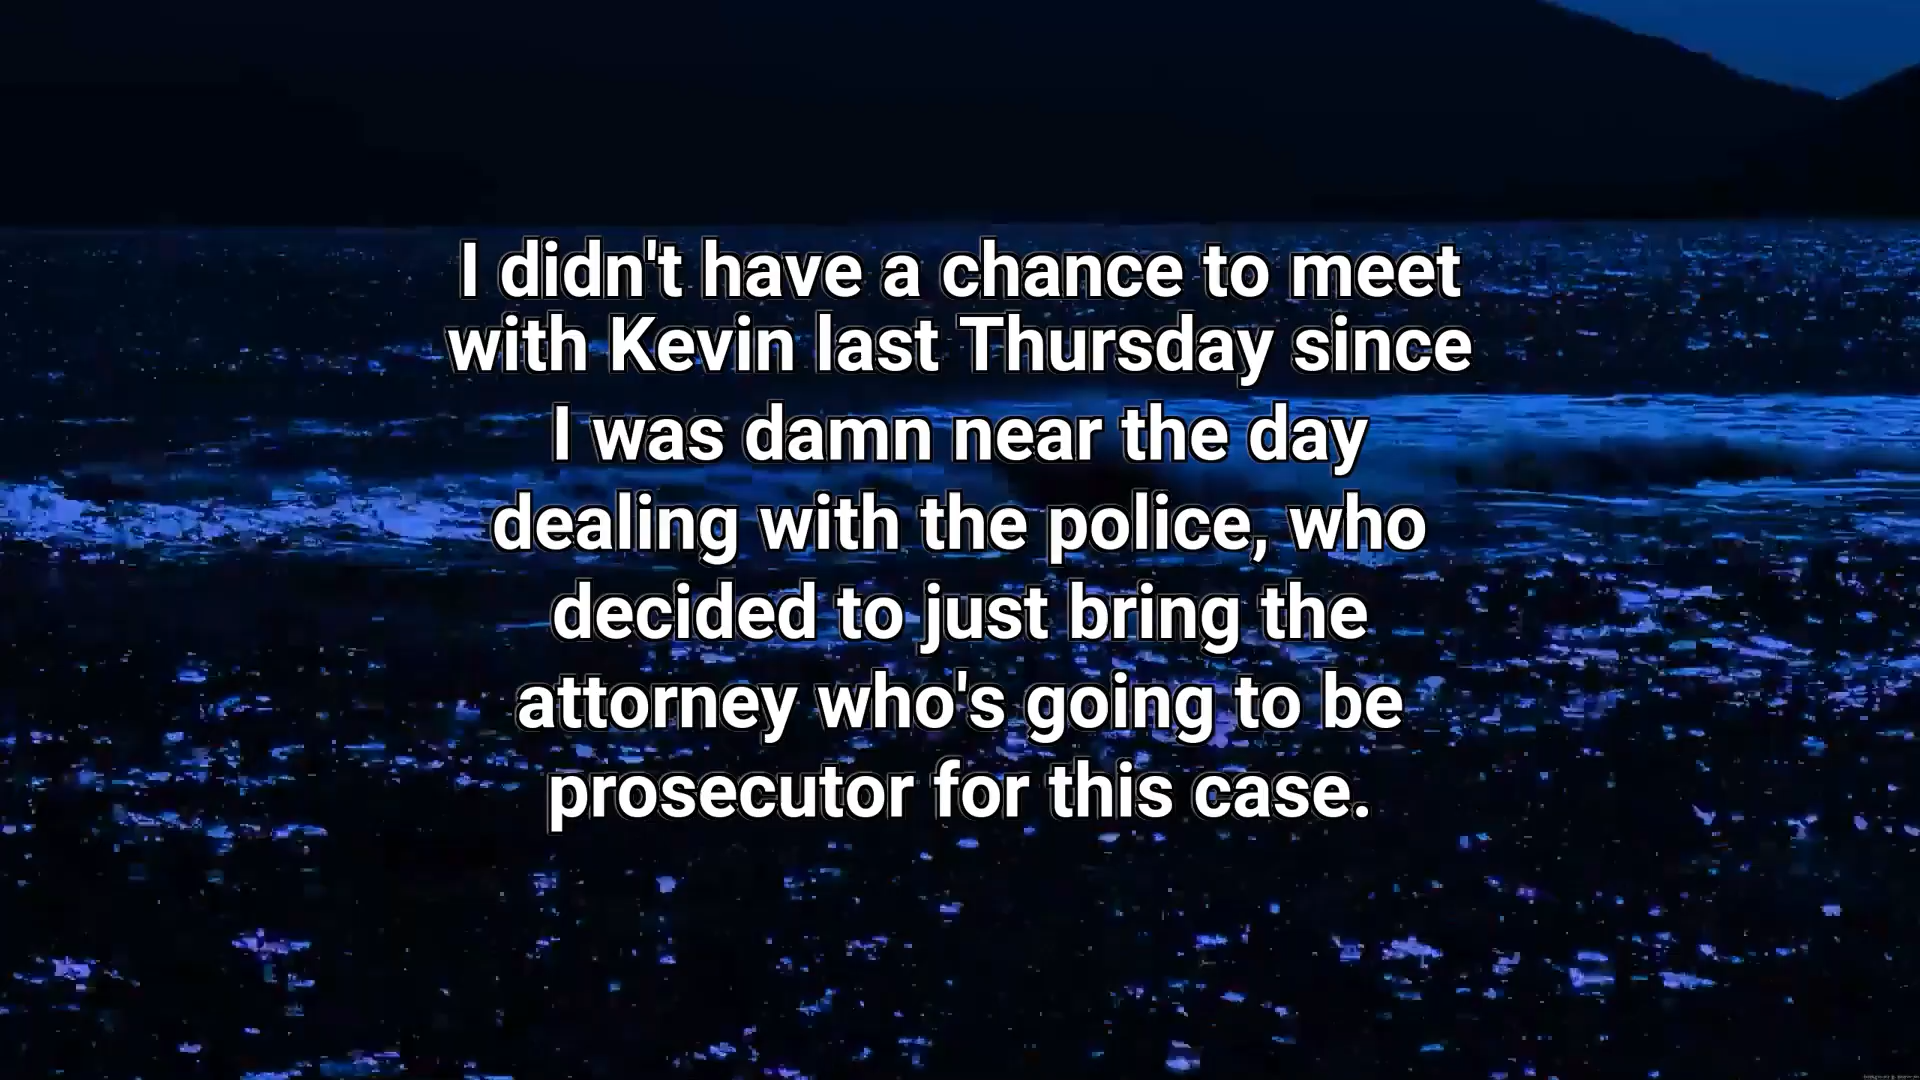 I didn't have a chance to meet
with Kevin last Thursday since
I was damn near the day
dealing with the police, who
decided to just bring the
attorney who's going to be
prosecutor for this case.